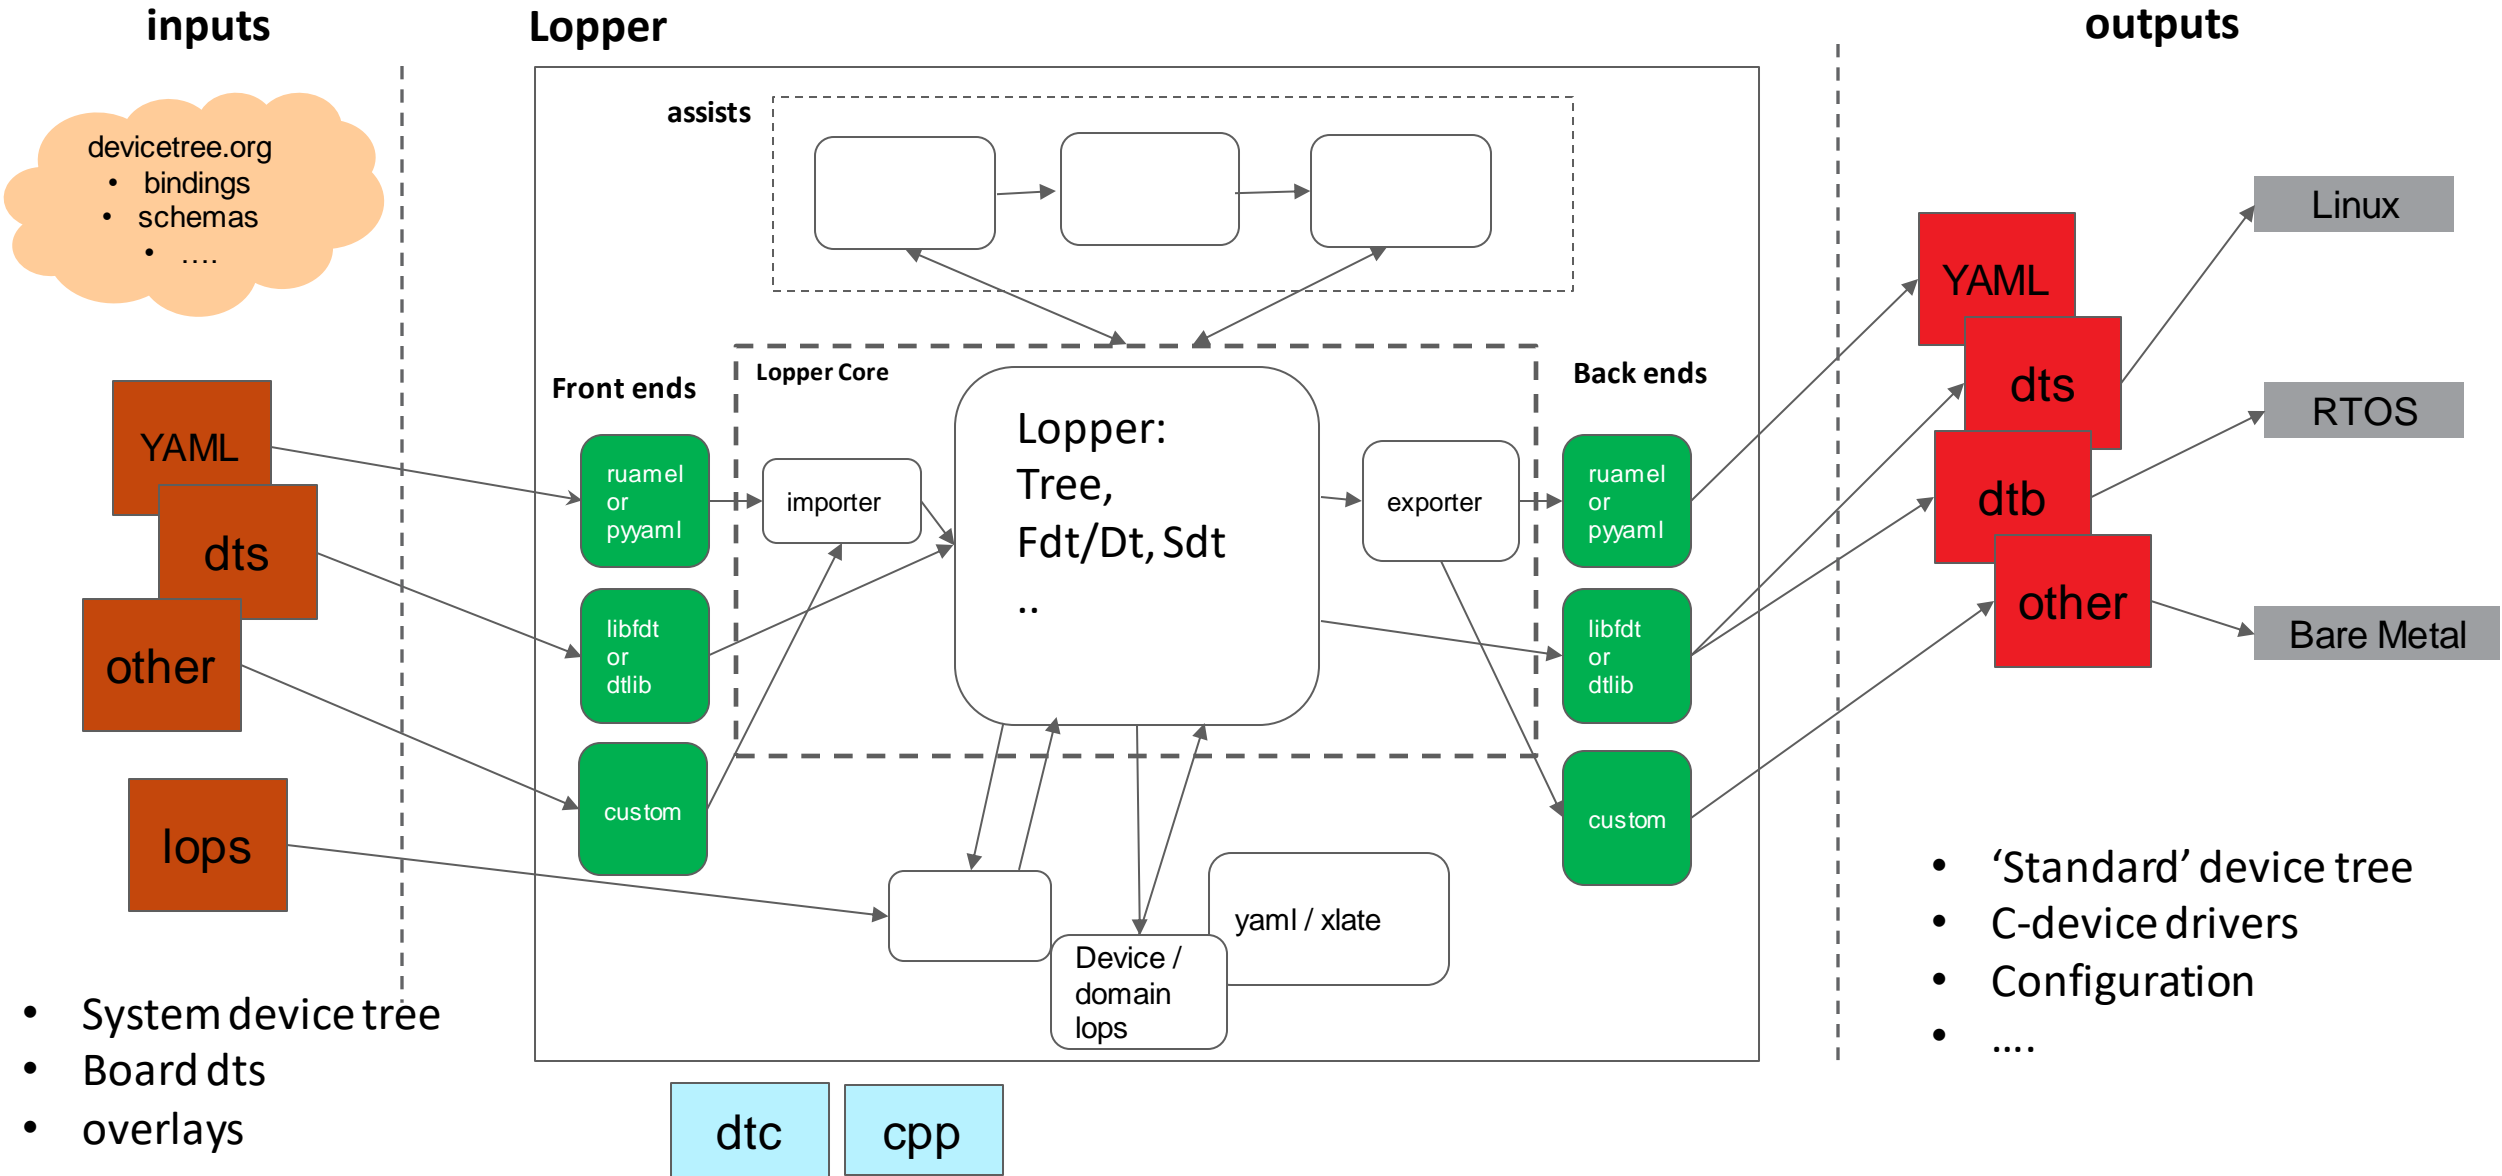 inputs
Lopper
outputs
devicetree.org
• bindings
• schemas
• ….
YAML
dts
other
lops
• System device tree
• Board dts
• overlays
assists
Front ends
Lopper Core
Back ends
ruamel
or
pyyaml
libfdt
or
dtlib
custom
importer
Lopper:
Tree,
Fdt/Dt, Sdt
..
exporter
ruamel
or
pyyaml
libfdt
or
dtlib
custom
yaml / xlate
Device /
domain
lops
dtc
cpp
YAML
dts
dtb
other
Linux
RTOS
Bare Metal
• ‘Standard’ device tree
• C-device drivers
• Configuration
• ….